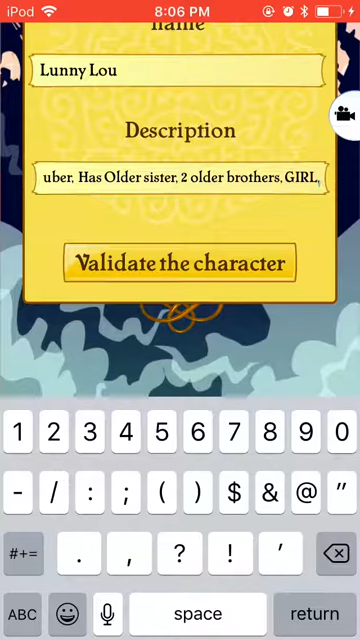 iPod 8:06 PM
name
Lunny Lou
Description
uber, Has Older sister, 2 older brothers, GIRL,
Validate the character
1 2 3 4 5 6 7 8 9 0
- / : ; ( ) $ & @ "
#+= . , ? ! '
ABC space return